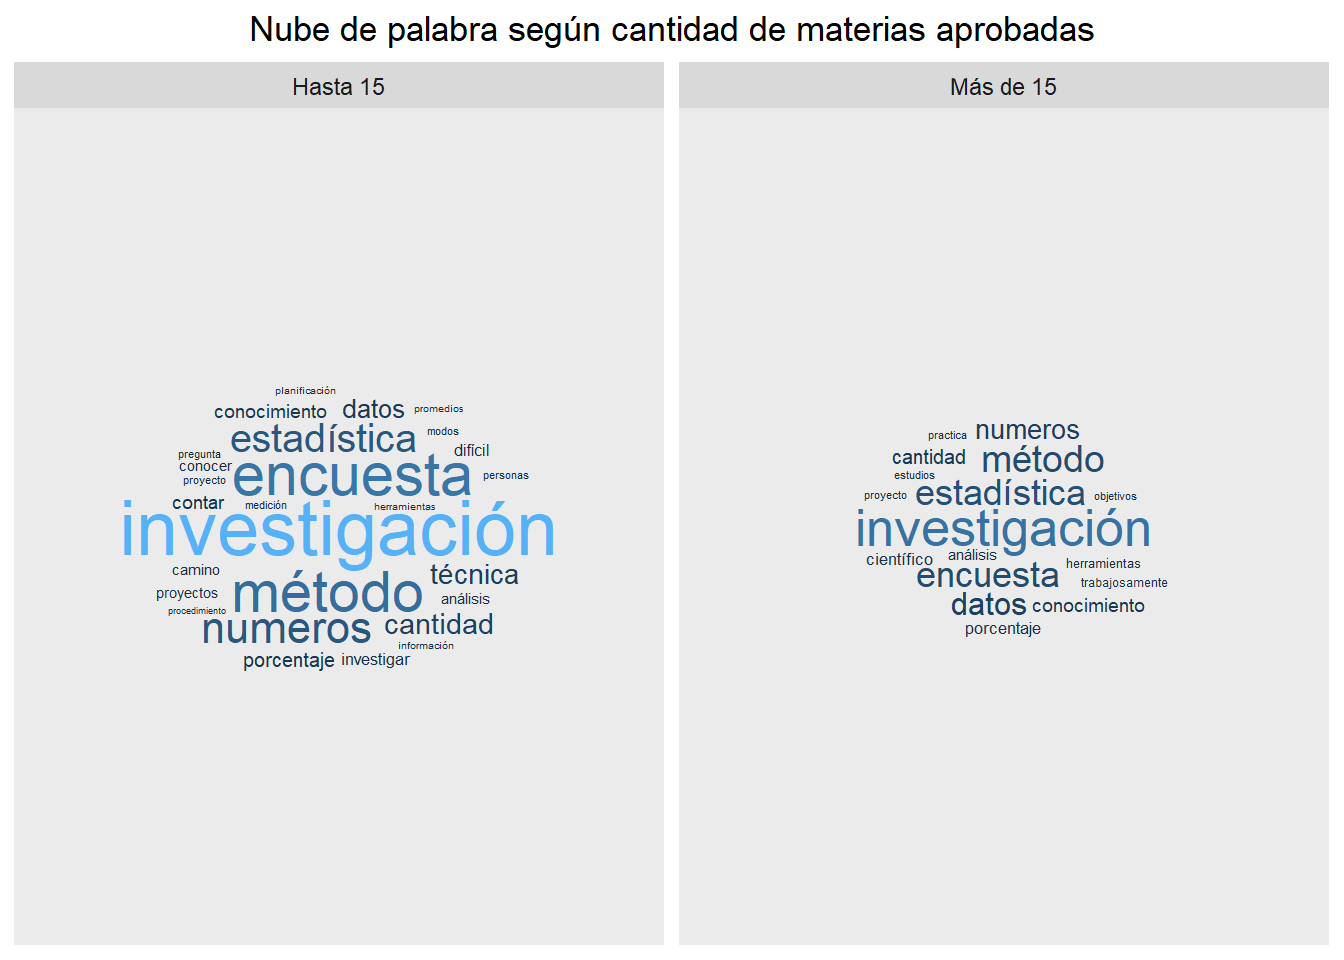 Nube de palabra según cantidad de materias aprobadas
Hasta 15
planificación
conocimiento datos promedios
estadística modos
pregunta difícil
conocer encuesta personas
proyecto
contar medición herramientas
investigación
camino técnica
proyectos método análisis
procedimiento
numeros cantidad
información
porcentaje investigar
Más de 15
practica numeros
cantidad método
estudios
proyecto estadística objetivos
investigación
científico análisis herramientas
encuesta trabajosamente
datos conocimiento
porcentaje